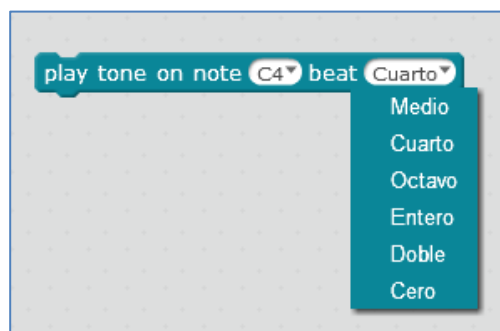 play tone on note C4 beat Cuarto
Medio
Cuarto
Octavo
Entero
Doble
Cero